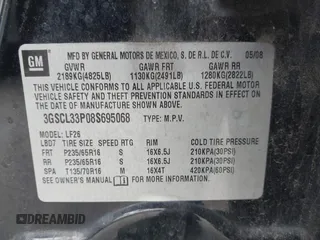 GM
MFD BY GENERAL MOTORS DE MEXICO, S. DE R.L. DE C.V. 05/08
GVWR GAWR FRT GAWR RR
2189KG(4825LB) 1130KG(2491LB) 1280KG(2822LB)
THIS VEHICLE CONFORMS TO ALL APPLICABLE U.S. FEDERAL MOTOR VEHICLE SAFETY, BUMPER, AND THEFT PREVENTION STANDARDS IN EFFECT ON THE DATE OF MANUFACTURE SHOWN ABOVE.
3GSCL33P08S695068 TYPE: M.P.V.
MODEL: LF26
LBD7 TIRE SIZE SPEED RTG RIM COLD TIRE PRESSURE
FRT P235/65R16 S 16X6.5J 210KPA(30PSI)
RR P235/65R16 S 16X6.5J 210KPA(30PSI)
SPA T135/70R16 M 16X4T 420KPA(60PSI)
SEE OWNER'S MANUAL FOR ADDITIONAL INFORMATION.